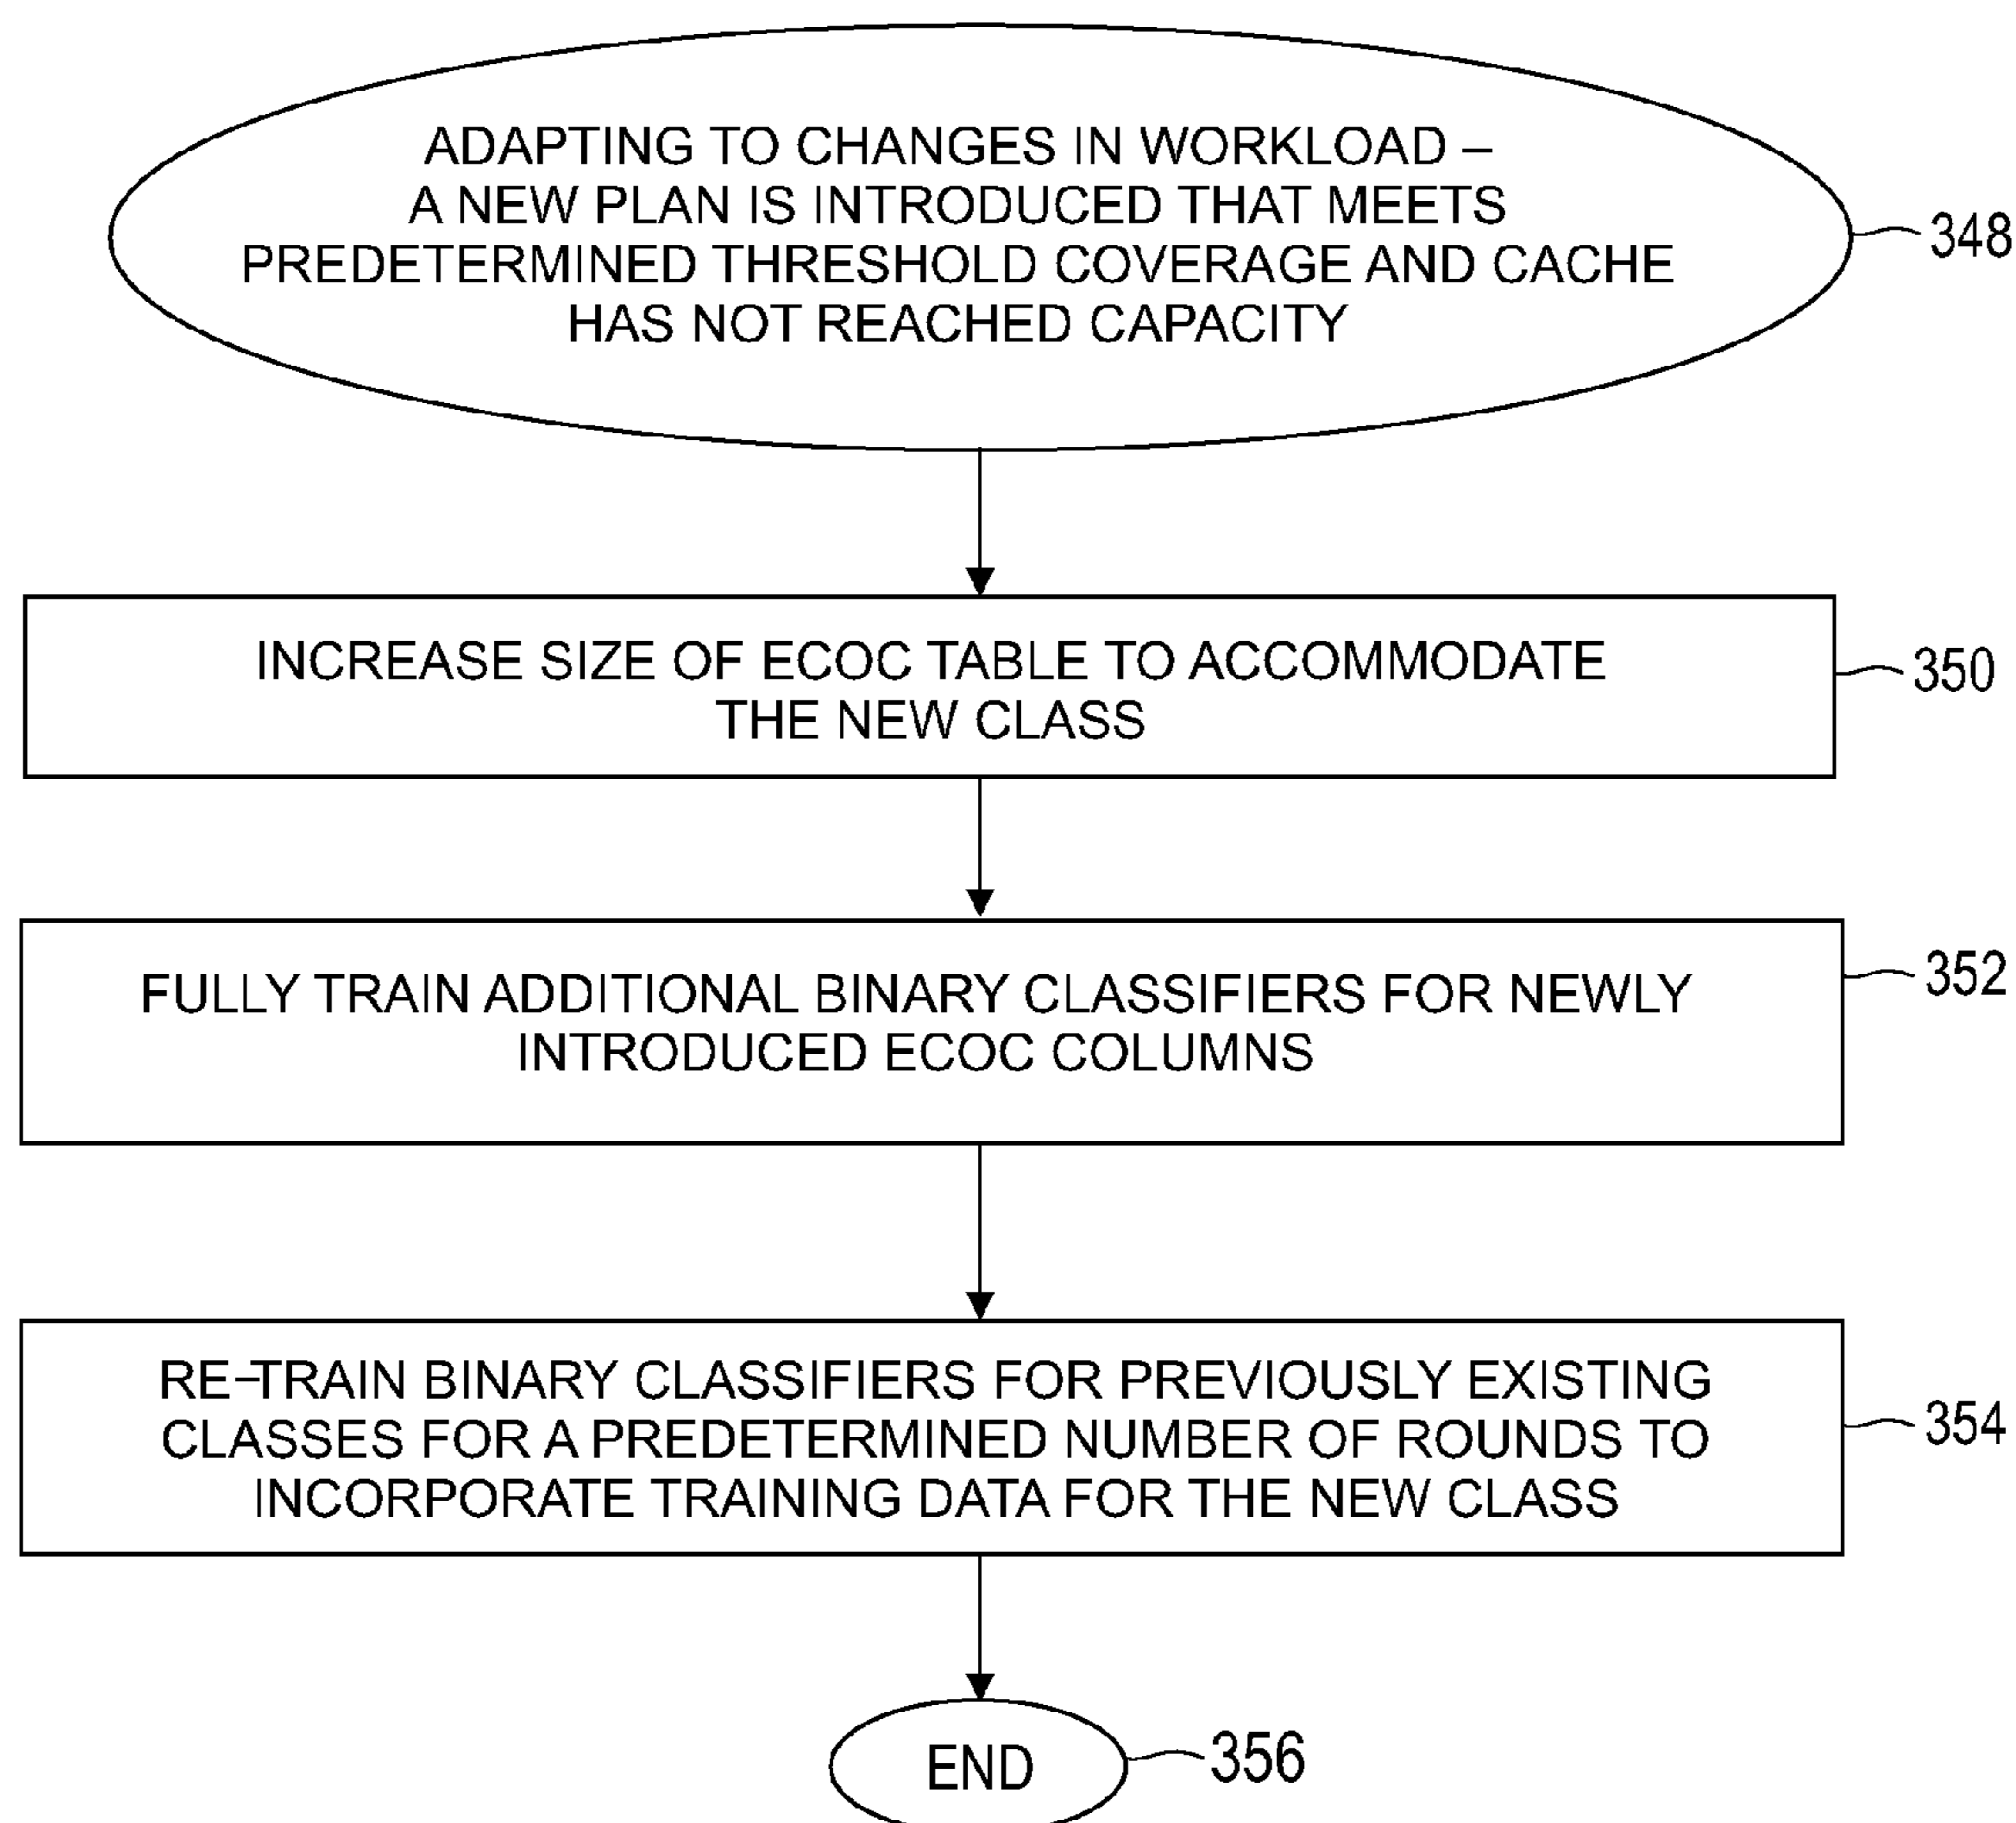 ADAPTING TO CHANGES IN WORKLOAD –
A NEW PLAN IS INTRODUCED THAT MEETS
PREDETERMINED THRESHOLD COVERAGE AND CACHE
HAS NOT REACHED CAPACITY
348
INCREASE SIZE OF ECOC TABLE TO ACCOMMODATE
THE NEW CLASS
350
FULLY TRAIN ADDITIONAL BINARY CLASSIFIERS FOR NEWLY
INTRODUCED ECOC COLUMNS
352
RE–TRAIN BINARY CLASSIFIERS FOR PREVIOUSLY EXISTING
CLASSES FOR A PREDETERMINED NUMBER OF ROUNDS TO
INCORPORATE TRAINING DATA FOR THE NEW CLASS
354
END
356